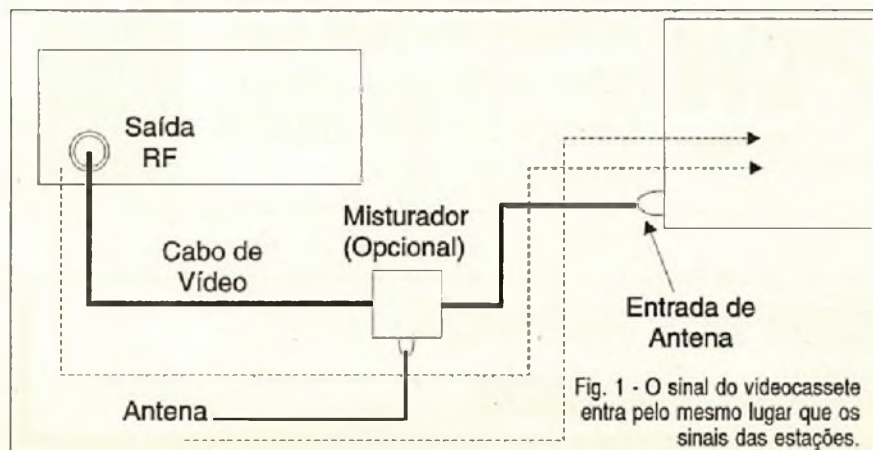 Saída
RF
Misturador
(Opcional)
Cabo de
Vídeo
Entrada de
Antena
Antena
Fig. 1 - O sinal do videocassete
entra pelo mesmo lugar que os
sinais das estações.